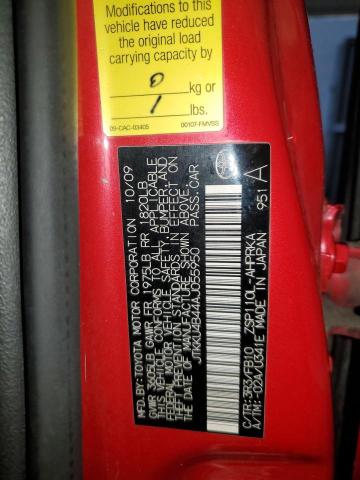 Modifications to this
vehicle have reduced
the original load
carrying capacity by
0 kg or
1 lbs.
09-CAC-03405 00107-FMVSS
MFD.BY:TOYOTA MOTOR CORPORATION 10/09
GVWR 3605LB GAWR FR 1975LB RR 1820LB
THIS VEHICLE CONFORMS TO ALL APPLICABLE
FEDERAL MOTOR VEHICLE SAFETY, BUMPER, AND
THEFT PREVENTION STANDARDS IN EFFECT ON
THE DATE OF MANUFACTURE SHOWN ABOVE.
JTKKU4B44AJ055950 PASS.CAR
C/TR:3R3/FB10 ZSP110L-AHPRKA
A/TM:-02A/U341E MADE IN JAPAN
951 A